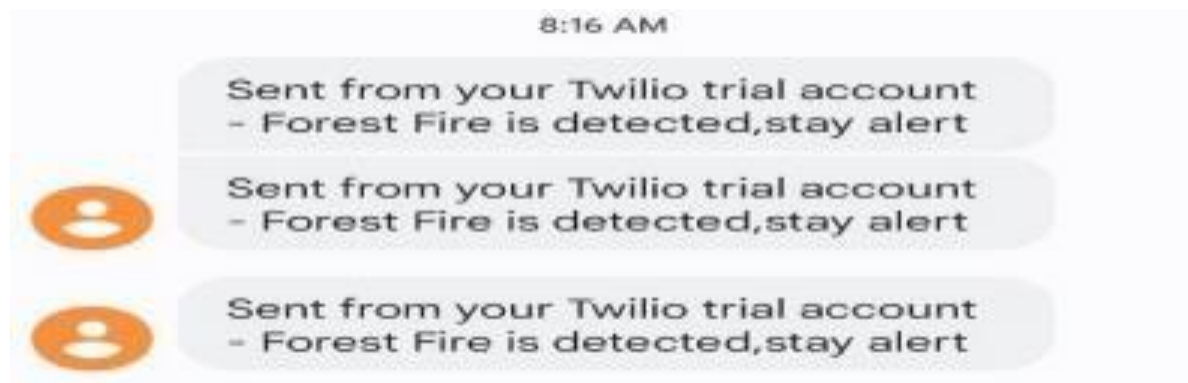 8:16 AM
Sent from your Twilio trial account
- Forest Fire is detected,stay alert
Sent from your Twilio trial account
- Forest Fire is detected,stay alert
Sent from your Twilio trial account
- Forest Fire is detected,stay alert